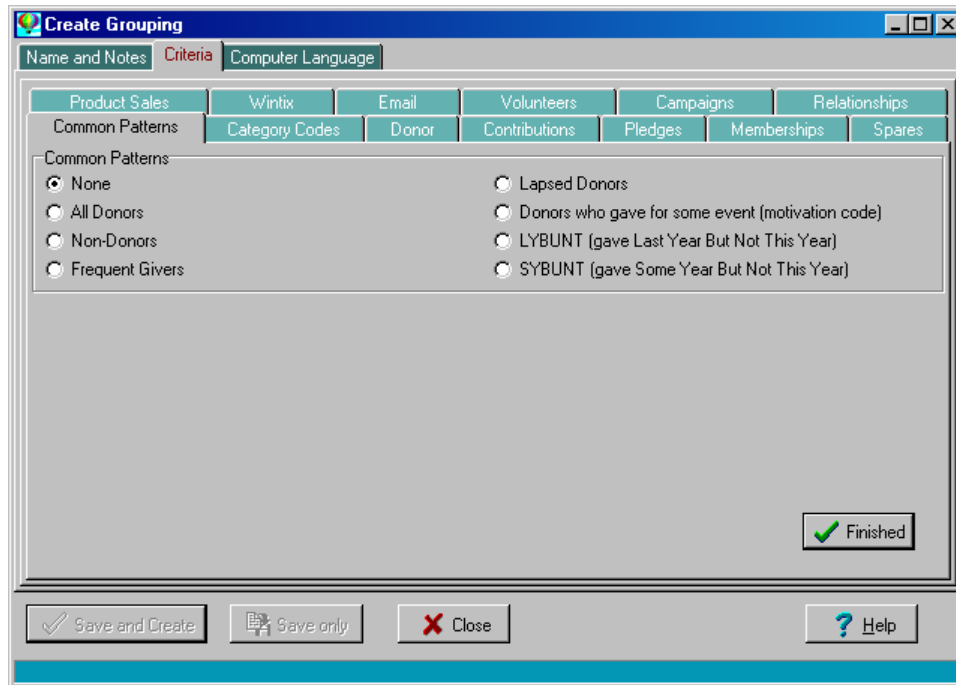 Create Grouping
Name and Notes Criteria Computer Language
Product Sales Wintix Email Volunteers Campaigns Relationships
Common Patterns Category Codes Donor Contributions Pledges Memberships Spares
Common Patterns
None
All Donors
Non-Donors
Frequent Givers
Lapsed Donors
Donors who gave for some event (motivation code)
LYBUNT (gave Last Year But Not This Year)
SYBUNT (gave Some Year But Not This Year)
Finished
Save and Create Save only Close Help